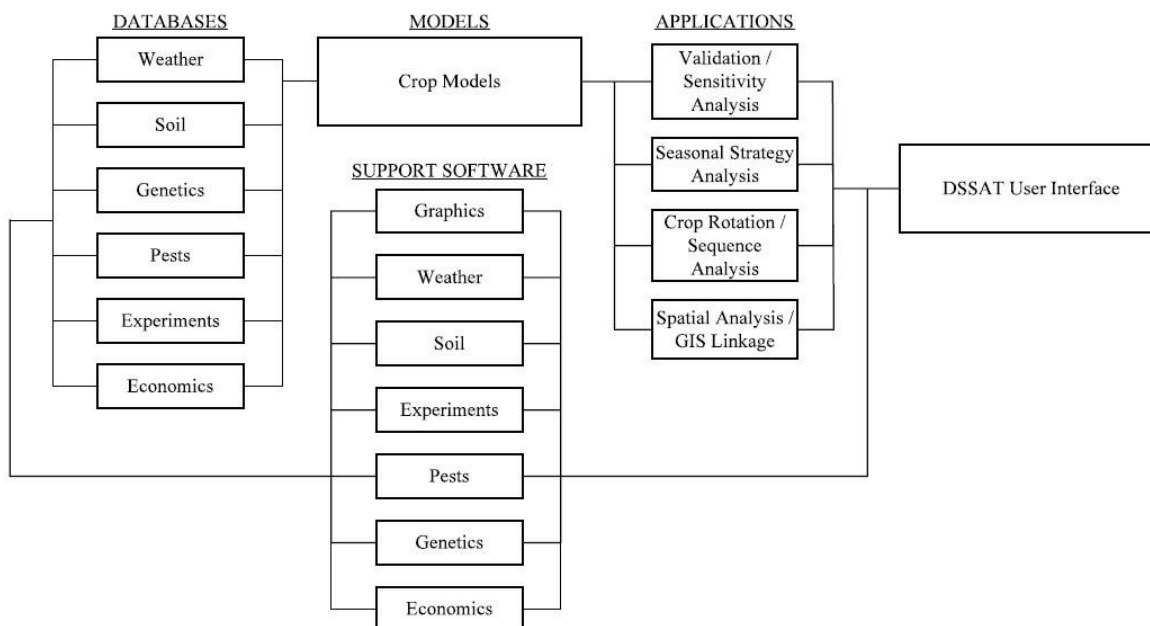 DATABASES
Weather
Soil
Genetics
Pests
Experiments
Economics
MODELS
Crop Models
SUPPORT SOFTWARE
Graphics
Weather
Soil
Experiments
Pests
Genetics
Economics
APPLICATIONS
Validation /
Sensitivity
Analysis
Seasonal Strategy
Analysis
Crop Rotation /
Sequence
Analysis
Spatial Analysis /
GIS Linkage
DSSAT User Interface